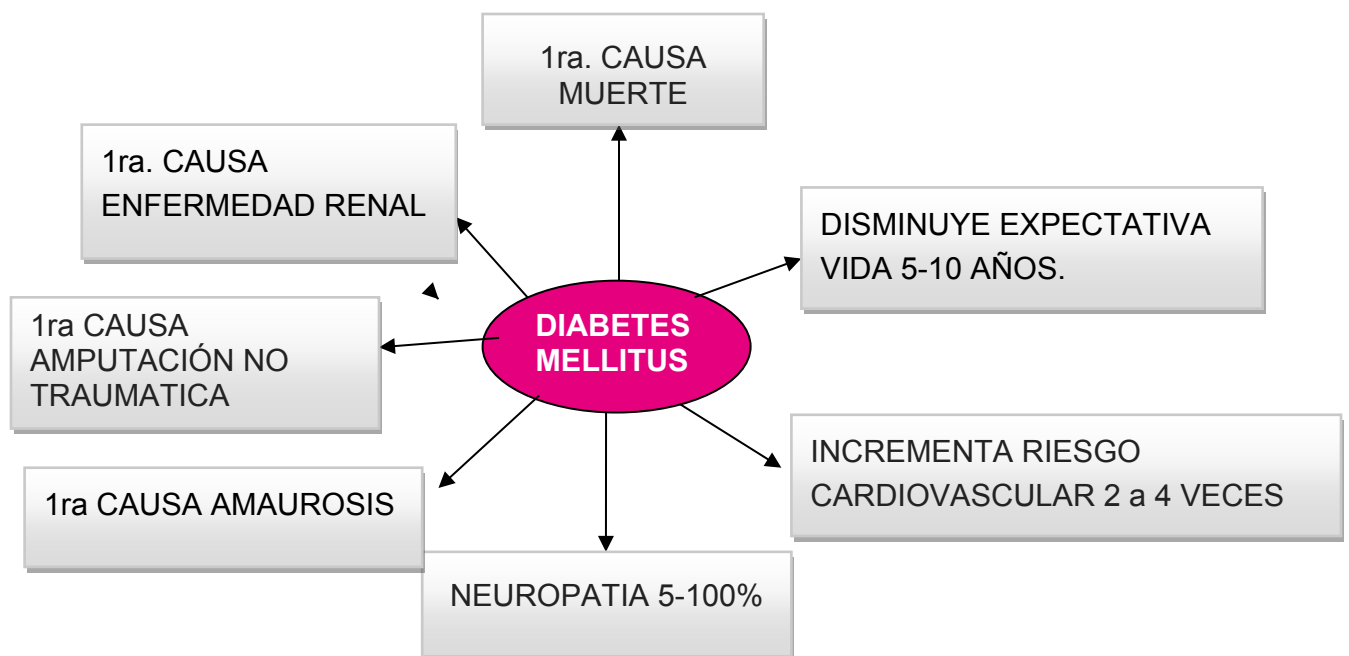 1ra. CAUSA
MUERTE
1ra. CAUSA
ENFERMEDAD RENAL
DISMINUYE EXPECTATIVA
VIDA 5-10 AÑOS.
DIABETES
MELLITUS
1ra CAUSA
AMPUTACIÓN NO
TRAUMATICA
INCREMENTA RIESGO
CARDIOVASCULAR 2 a 4 VECES
1ra CAUSA AMAUROSIS
NEUROPATIA 5-100%